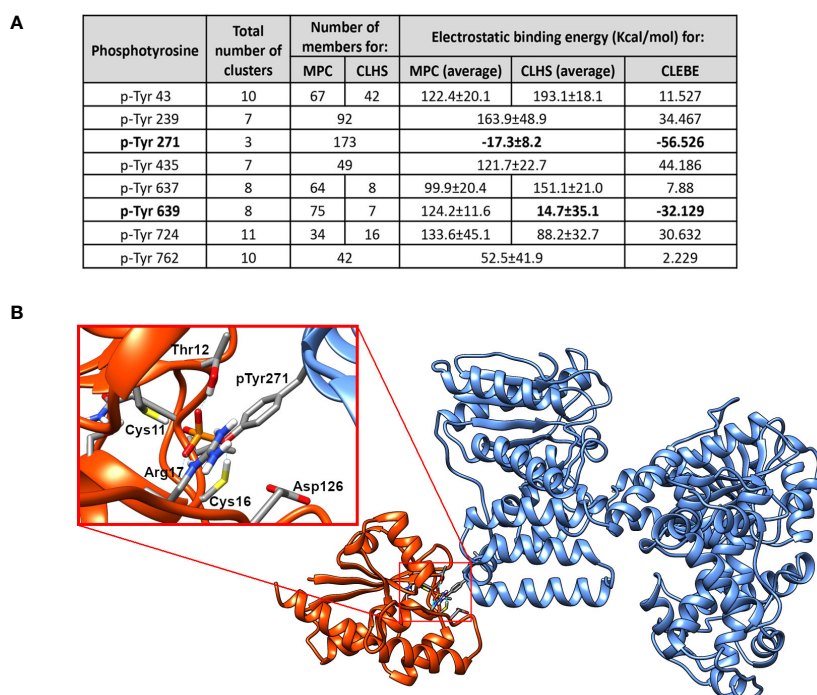 A
Phosphotyrosine | Total number of clusters | Number of members for: | Electrostatic binding energy (Kcal/mol) for:
MPC | CLHS | MPC (average) | CLHS (average) | CLEBE
p-Tyr 43 | 10 | 67 | 42 | 122.4±20.1 | 193.1±18.1 | 11.527
p-Tyr 239 | 7 | 92 | 163.9±48.9 | 34.467
p-Tyr 271 | 3 | 173 | -17.3±8.2 | -56.526
p-Tyr 435 | 7 | 49 | 121.7±22.7 | 44.186
p-Tyr 637 | 8 | 64 | 8 | 99.9±20.4 | 151.1±21.0 | 7.88
p-Tyr 639 | 8 | 75 | 7 | 124.2±11.6 | 14.7±35.1 | -32.129
p-Tyr 724 | 11 | 34 | 16 | 133.6±45.1 | 88.2±32.7 | 30.632
p-Tyr 762 | 10 | 42 | 52.5±41.9 | 2.229
B
Thr12
pTyr271
Cys11
Arg17
Cys16
Asp126